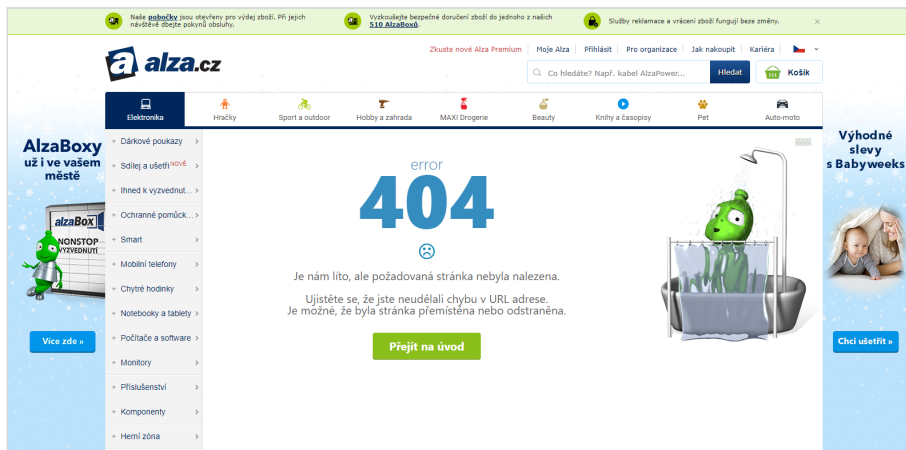 Naše pobočky jsou otevřeny pro výdej zboží. Při jejich
návštěvě dbejte pokynů obsluhy.
Vyzkoušejte bezpečné doručení zboží do jednoho z našich
510 AlzaBoxů.
Služby reklamace a vrácení zboží fungují beze změny.
alza.cz
Zkuste nové Alza Premium
Moje Alza
Přihlásit
Pro organizace
Jak nakoupit
Kariéra
Co hledáte? Např. kabel AlzaPower...
Hledat
Košík
Elektronika
Hračky
Sport a outdoor
Hobby a zahrada
MAXI Drogerie
Beauty
Knihy a časopisy
Pet
Auto-moto
AlzaBoxy
už i ve vašem
městě
alzaBox
NONSTOP
VYZVEDNUTÍ
Více zde »
Dárkové poukazy
Sdílej a ušetři NOVÉ
Ihned k vyzvednut...
Ochranné pomůck...
Smart
Mobilní telefony
Chytré hodinky
Notebooky a tablety
Počítače a software
Monitory
Příslušenství
Komponenty
Herní zóna
error
404
Je nám líto, ale požadovaná stránka nebyla nalezena.
Ujistěte se, že jste neudělali chybu v URL adrese.
Je možné, že byla stránka přemístěna nebo odstraněna.
Přejít na úvod
Výhodné
slevy
s Babyweeks
Chci ušetřit »